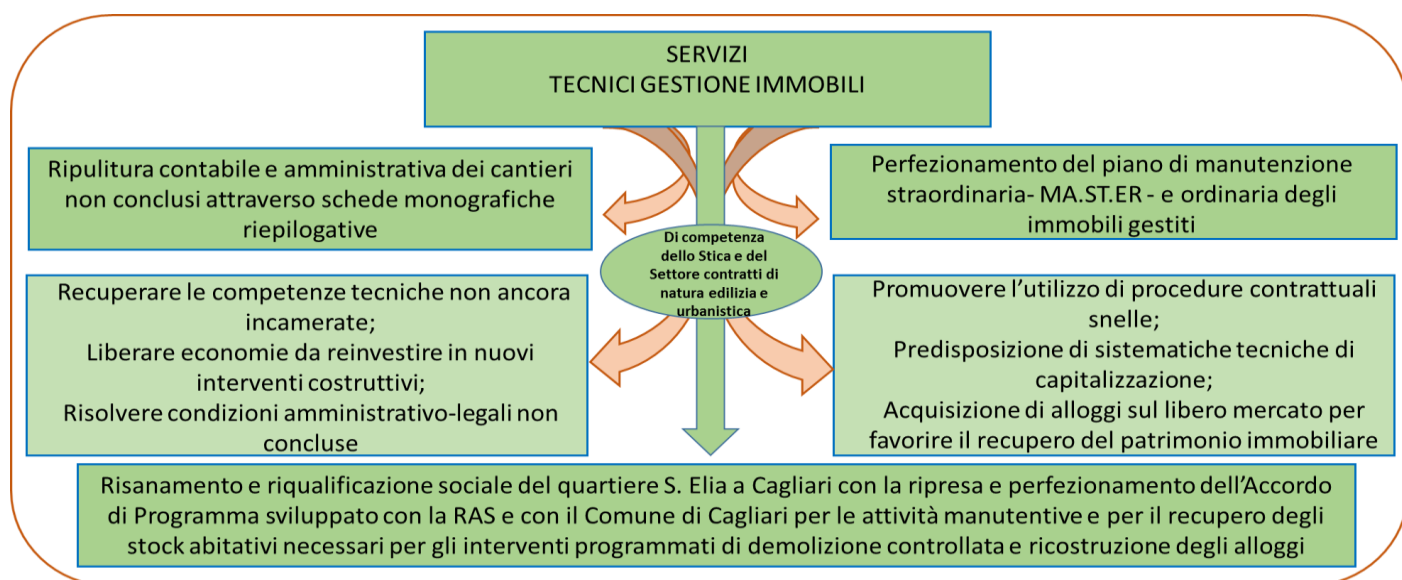 SERVIZI
TECNICI GESTIONE IMMOBILI
Ripulitura contabile e amministrativa dei cantieri
non conclusi attraverso schede monografiche
riepilogative
Perfezionamento del piano di manutenzione
straordinaria- MA.ST.ER - e ordinaria degli
immobili gestiti
Di competenza
dello Stica e del
Settore contratti di
natura edilizia e
urbanistica
Recuperare le competenze tecniche non ancora
incamerate;
Liberare economie da reinvestire in nuovi
interventi costruttivi;
Risolvere condizioni amministrativo-legali non
concluse
Promuovere l'utilizzo di procedure contrattuali
snelle;
Predisposizione di sistematiche tecniche di
capitalizzazione;
Acquisizione di alloggi sul libero mercato per
favorire il recupero del patrimonio immobiliare
Risanamento e riqualificazione sociale del quartiere S. Elia a Cagliari con la ripresa e perfezionamento dell'Accordo
di Programma sviluppato con la RAS e con il Comune di Cagliari per le attività manutentive e per il recupero degli
stock abitativi necessari per gli interventi programmati di demolizione controllata e ricostruzione degli alloggi